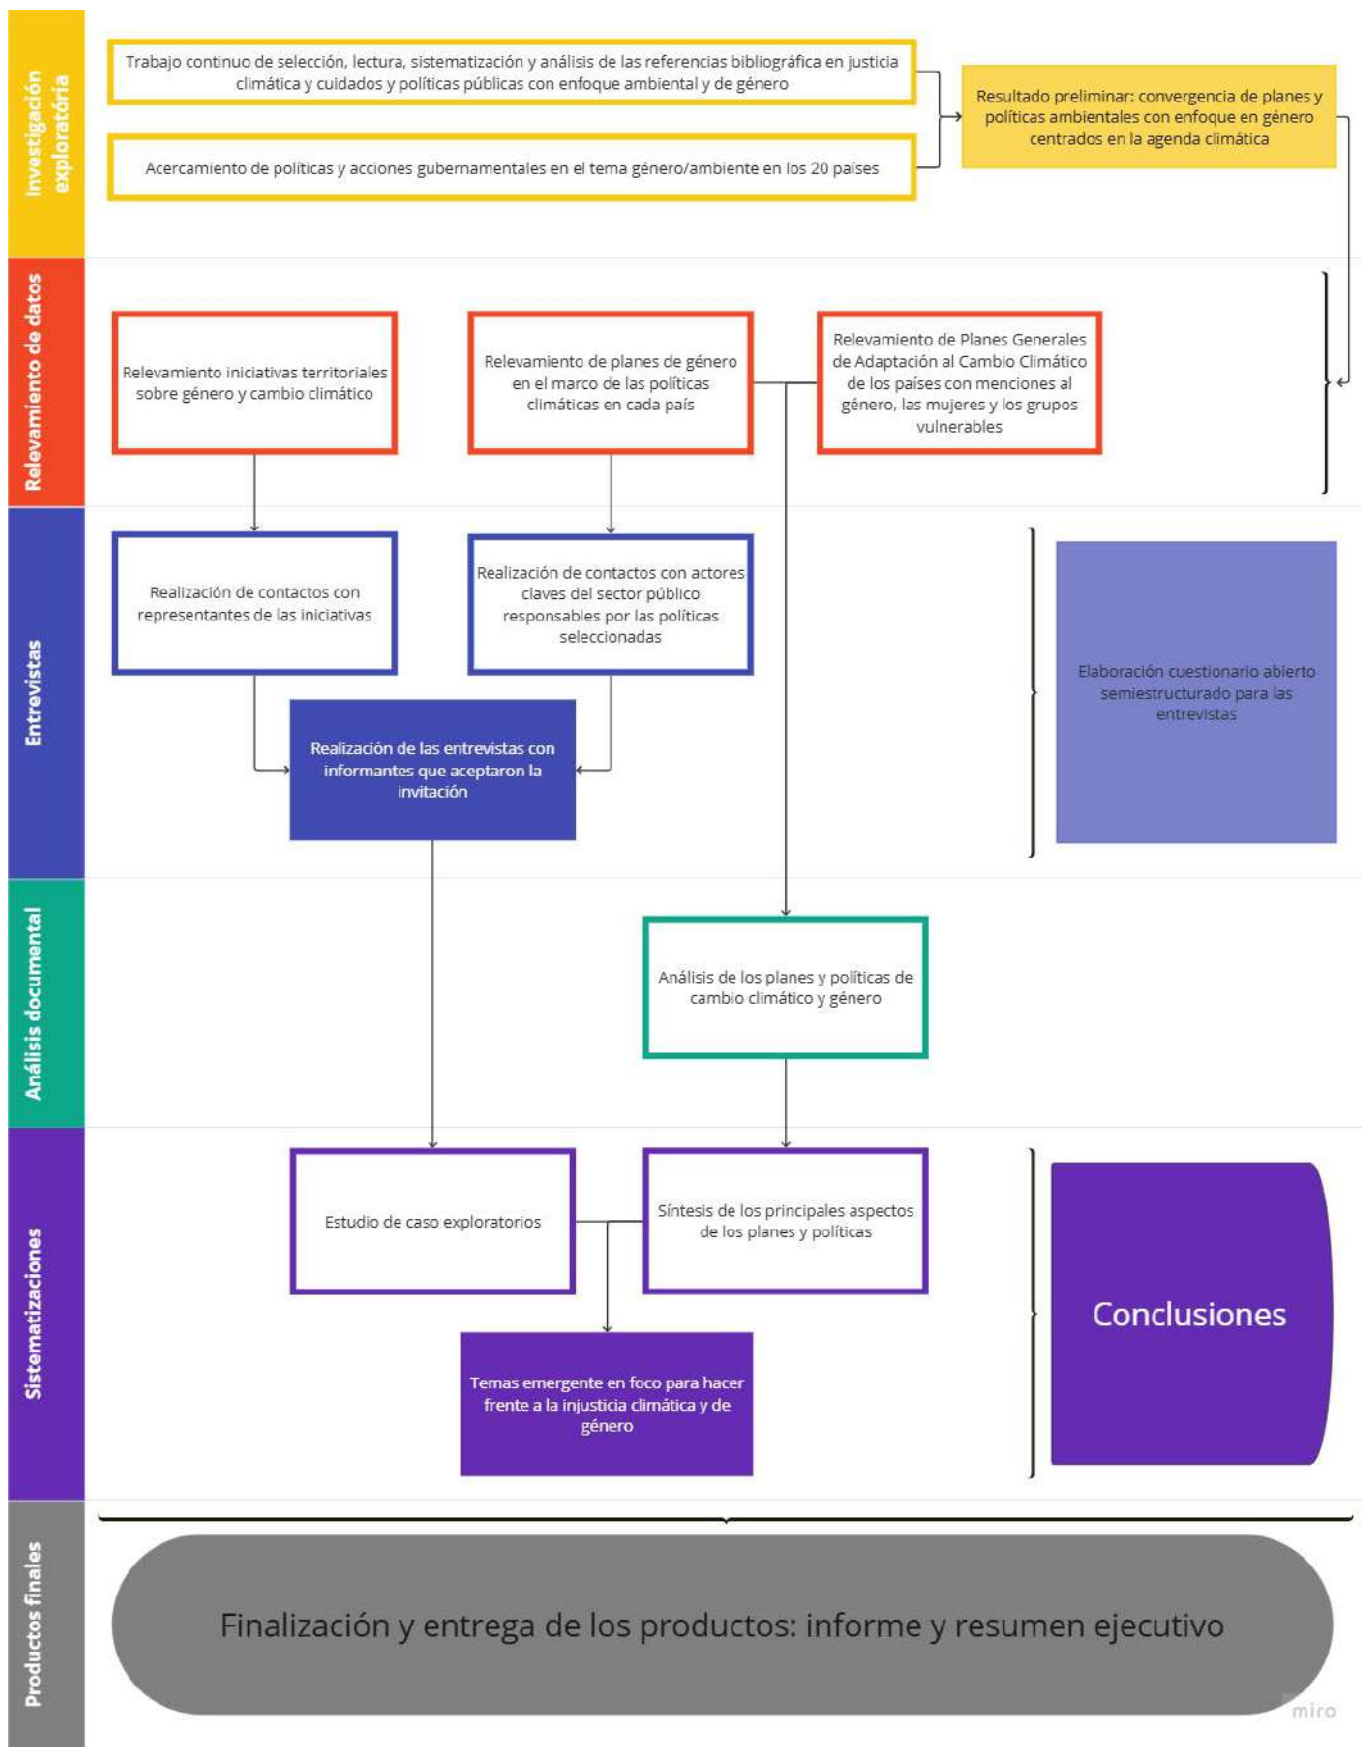 Investigación
exploratória
Trabajo continuo de selección, lectura, sistematización y análisis de las referencias bibliográfica en justicia
climática y cuidados y políticas públicas con enfoque ambiental y de género
Acercamiento de políticas y acciones gubernamentales en el tema género/ambiente en los 20 países
Resultado preliminar: convergencia de planes y
políticas ambientales con enfoque en género
centrados en la agenda climática
Relevamiento de datos
Relevamiento iniciativas territoriales
sobre género y cambio climático
Relevamiento de planes de género
en el marco de las políticas
climáticas en cada país
Relevamiento de Planes Generales
de Adaptación al Cambio Climático
de los países con menciones al
género, las mujeres y los grupos
vulnerables
Entrevistas
Realización de contactos con
representantes de las iniciativas
Realización de contactos con actores
claves del sector público
responsables por las políticas
seleccionadas
Realización de las entrevistas con
informantes que aceptaron la
invitación
Elaboración cuestionario abierto
semiestructurado para las
entrevistas
Análisis documental
Análisis de los planes y políticas de
cambio climático y género
Sistematizaciones
Estudio de caso exploratorios
Síntesis de los principales aspectos
de los planes y políticas
Temas emergente en foco para hacer
frente a la injusticia climática y de
género
Conclusiones
Productos finales
Finalización y entrega de los productos: informe y resumen ejecutivo
miro